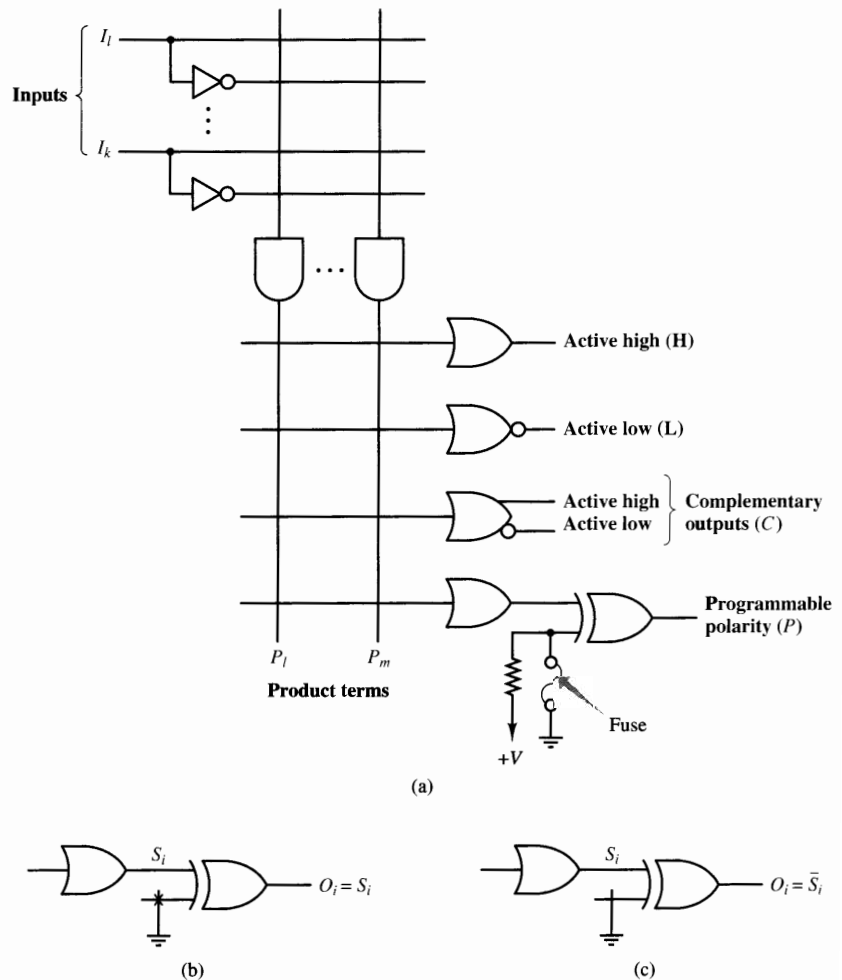 I_l
Inputs
I_k
Active high (H)
Active low (L)
Active high
Active low
Complementary
outputs (C)
Programmable
polarity (P)
P_l
P_m
Product terms
Fuse
+V
(a)
S_i
O_i = S_i
S_i
O_i = S̄_i
(b)
(c)